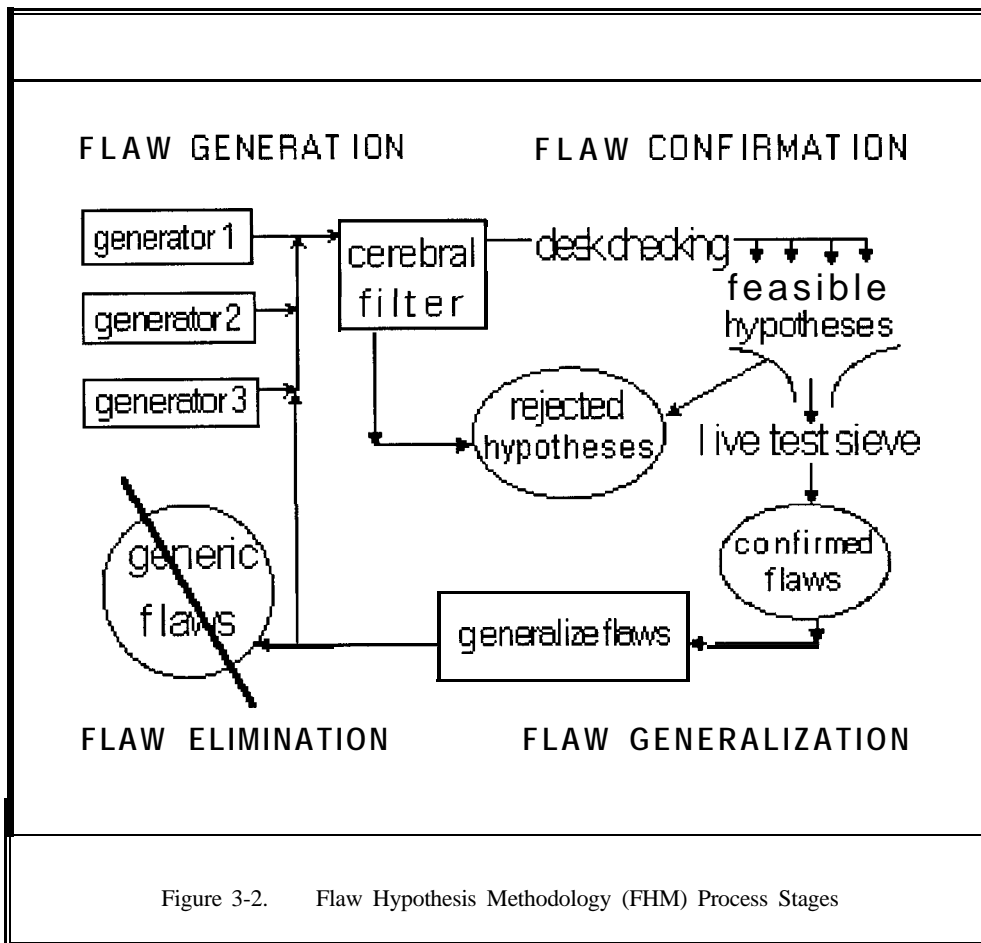 FLAW GENERATION
FLAW CONFIRMATION
generator 1
generator 2
generator 3
cerebral
filter
desk checking
feasible
hypotheses
rejected
hypotheses
live test sieve
confirmed
flaws
generic
flaws
generalize flaws
FLAW ELIMINATION
FLAW GENERALIZATION
Figure 3-2. Flaw Hypothesis Methodology (FHM) Process Stages